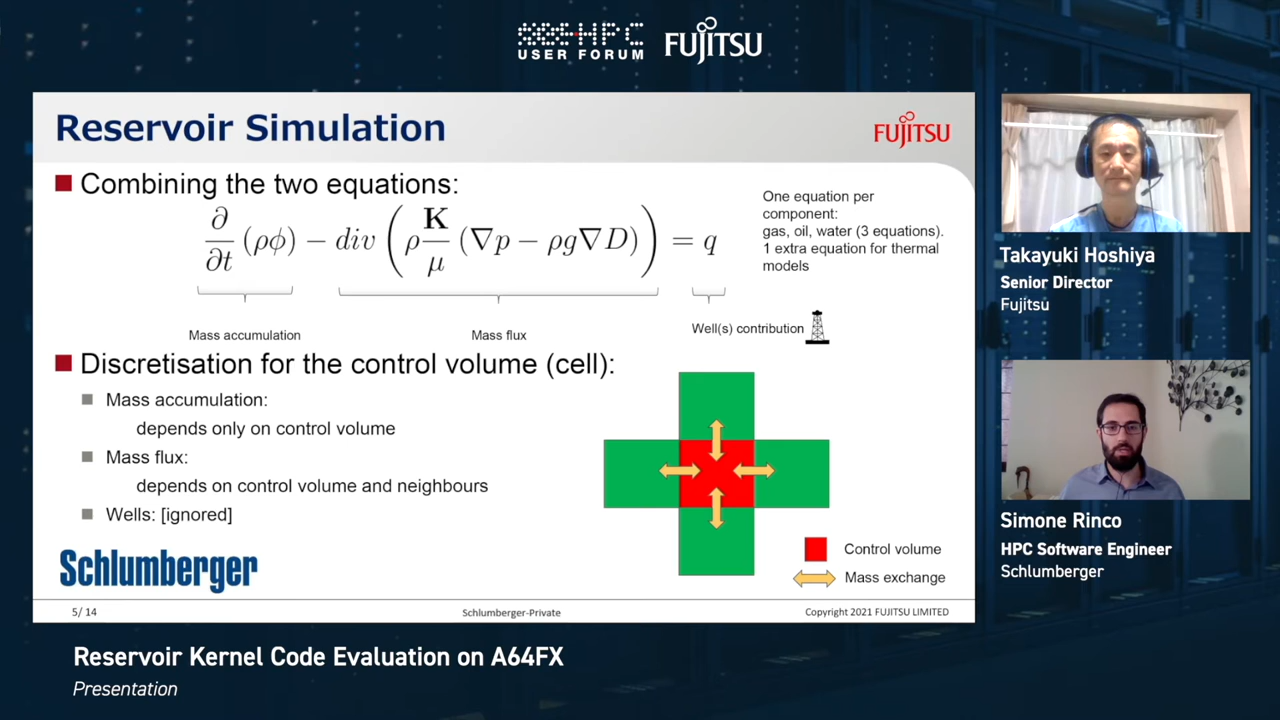 HPC
USER FORUM
FUJITSU
Reservoir Simulation
FUJITSU
Combining the two equations:
∂/∂t (ρϕ) − div (ρ K/μ (∇p − ρg∇D)) = q
One equation per
component:
gas, oil, water (3 equations).
1 extra equation for thermal
models
Mass accumulation
Mass flux
Well(s) contribution
Discretisation for the control volume (cell):
Mass accumulation:
depends only on control volume
Mass flux:
depends on control volume and neighbours
Wells: [ignored]
Control volume
Mass exchange
Schlumberger
5/ 14
Schlumberger-Private
Copyright 2021 FUJITSU LIMITED
Takayuki Hoshiya
Senior Director
Fujitsu
Simone Rinco
HPC Software Engineer
Schlumberger
Reservoir Kernel Code Evaluation on A64FX
Presentation